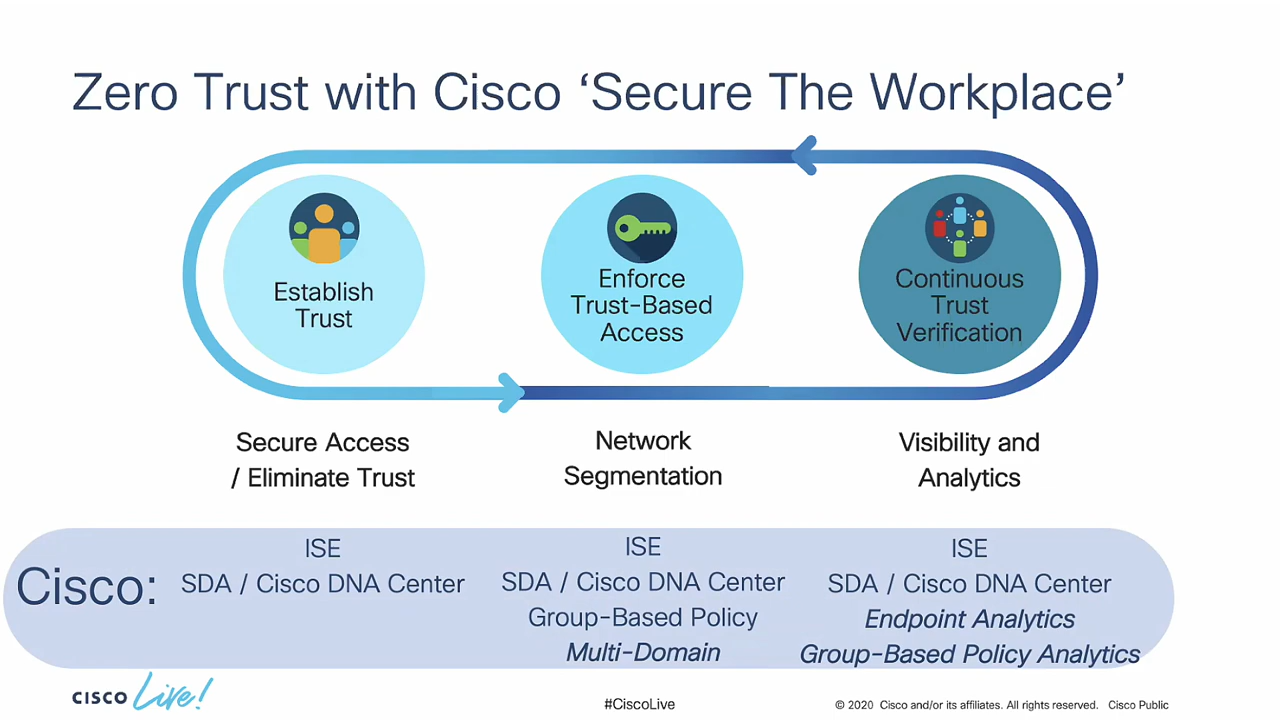 Zero Trust with Cisco ‘Secure The Workplace’
Establish
Trust
Enforce
Trust-Based
Access
Continuous
Trust
Verification
Secure Access
/ Eliminate Trust
Network
Segmentation
Visibility and
Analytics
Cisco:
ISE
SDA / Cisco DNA Center
ISE
SDA / Cisco DNA Center
Group-Based Policy
Multi-Domain
ISE
SDA / Cisco DNA Center
Endpoint Analytics
Group-Based Policy Analytics
CISCO Live!
#CiscoLive
© 2020 Cisco and/or its affiliates. All rights reserved. Cisco Public